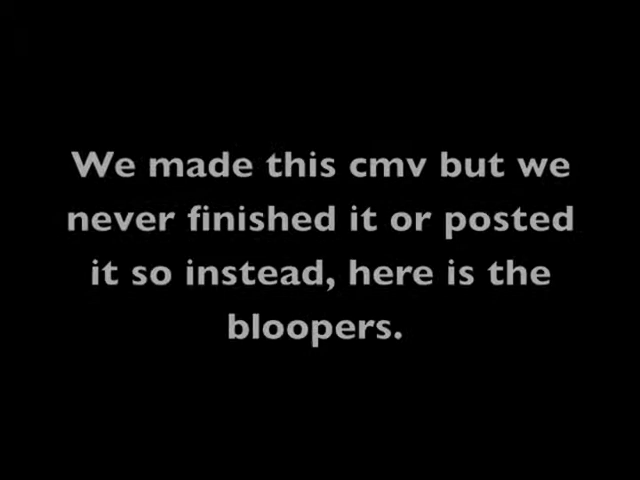 We made this cmv but we
never finished it or posted
it so instead, here is the
bloopers.